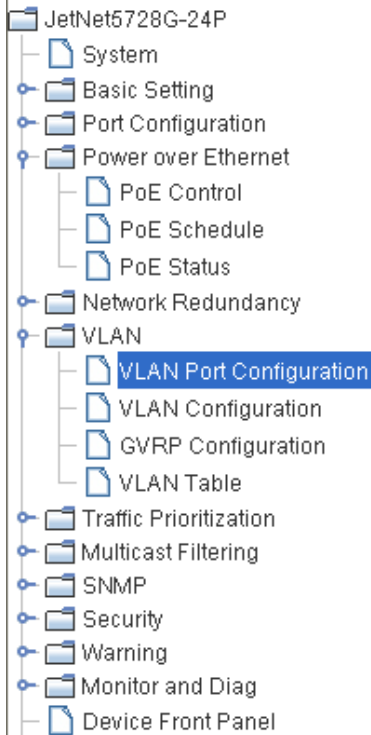 JetNet5728G-24P
System
Basic Setting
Port Configuration
Power over Ethernet
PoE Control
PoE Schedule
PoE Status
Network Redundancy
VLAN
VLAN Port Configuration
VLAN Configuration
GVRP Configuration
VLAN Table
Traffic Prioritization
Multicast Filtering
SNMP
Security
Warning
Monitor and Diag
Device Front Panel